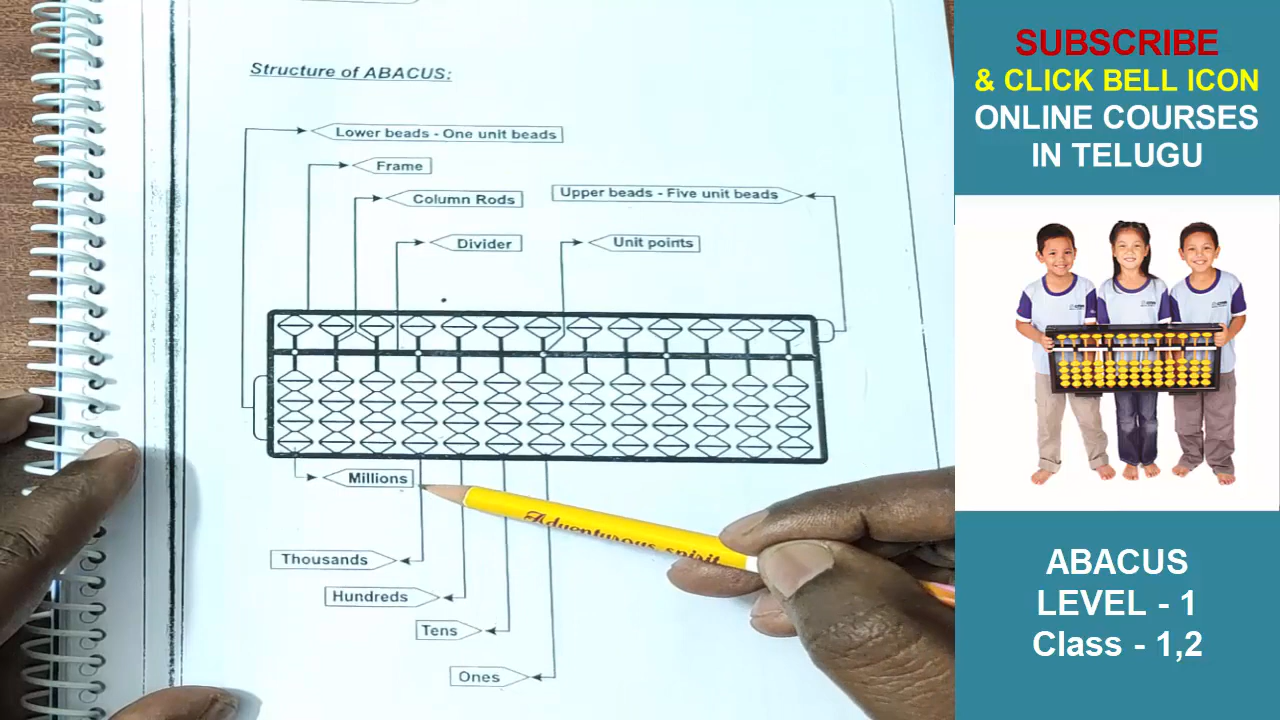 Structure of ABACUS:
Lower beads - One unit beads
Frame
Column Rods
Upper beads - Five unit beads
Divider
Unit points
Millions
Thousands
Hundreds
Tens
Ones
Adventurous spirit
SUBSCRIBE
& CLICK BELL ICON
ONLINE COURSES
IN TELUGU
ABACUS
LEVEL - 1
Class - 1,2